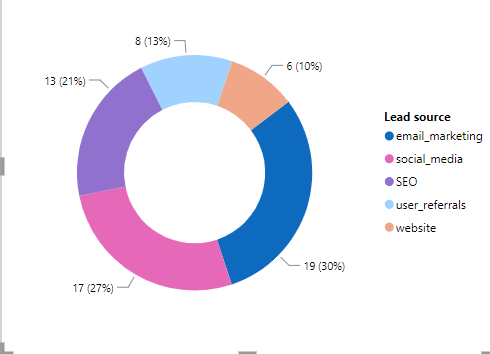 8 (13%)
6 (10%)
13 (21%)
19 (30%)
17 (27%)
Lead source
email_marketing
social_media
SEO
user_referrals
website